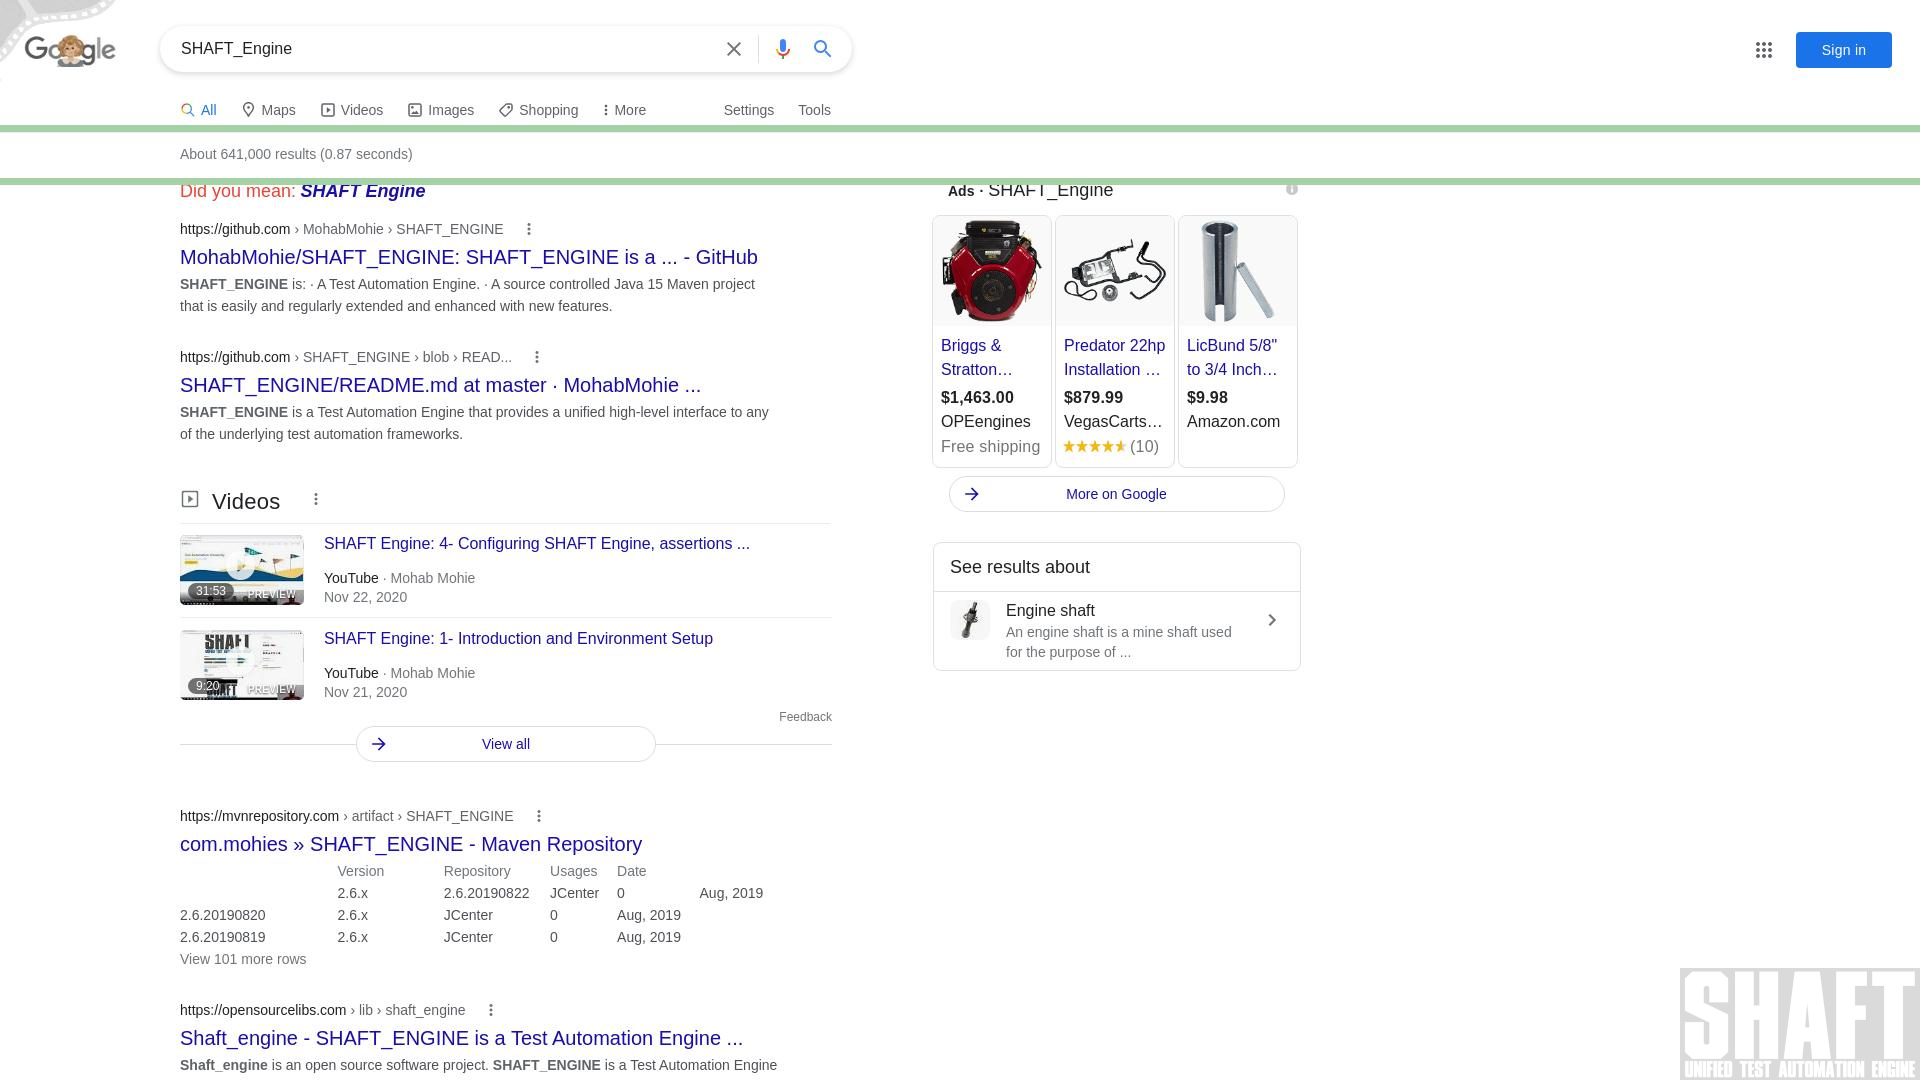 Google
SHAFT_Engine
Sign in
All
Maps
Videos
Images
Shopping
More
Settings
Tools
About 641,000 results (0.87 seconds)
Did you mean: SHAFT Engine
https://github.com › MohabMohie › SHAFT_ENGINE
MohabMohie/SHAFT_ENGINE: SHAFT_ENGINE is a ... - GitHub
SHAFT_ENGINE is: · A Test Automation Engine. · A source controlled Java 15 Maven project
that is easily and regularly extended and enhanced with new features.
https://github.com › SHAFT_ENGINE › blob › READ...
SHAFT_ENGINE/README.md at master · MohabMohie ...
SHAFT_ENGINE is a Test Automation Engine that provides a unified high-level interface to any
of the underlying test automation frameworks.
Videos
SHAFT Engine: 4- Configuring SHAFT Engine, assertions ...
31:53
PREVIEW
YouTube · Mohab Mohie
Nov 22, 2020
SHAFT Engine: 1- Introduction and Environment Setup
SHAFT
9:20
PREVIEW
YouTube · Mohab Mohie
Nov 21, 2020
Feedback
View all
https://mvnrepository.com › artifact › SHAFT_ENGINE
com.mohies » SHAFT_ENGINE - Maven Repository
Version Repository Usages Date
2.6.x 2.6.20190822 JCenter 0 Aug, 2019
2.6.20190820 2.6.x JCenter 0 Aug, 2019
2.6.20190819 2.6.x JCenter 0 Aug, 2019
View 101 more rows
https://opensourcelibs.com › lib › shaft_engine
Shaft_engine - SHAFT_ENGINE is a Test Automation Engine ...
Shaft_engine is an open source software project. SHAFT_ENGINE is a Test Automation Engine
Ads · SHAFT_Engine
Briggs &
Stratton…
$1,463.00
OPEengines
Free shipping
Predator 22hp
Installation …
$879.99
VegasCarts…
(10)
LicBund 5/8"
to 3/4 Inch…
$9.98
Amazon.com
More on Google
See results about
Engine shaft
An engine shaft is a mine shaft used
for the purpose of ...
SHAFT
UNIFIED TEST AUTOMATION ENGINE